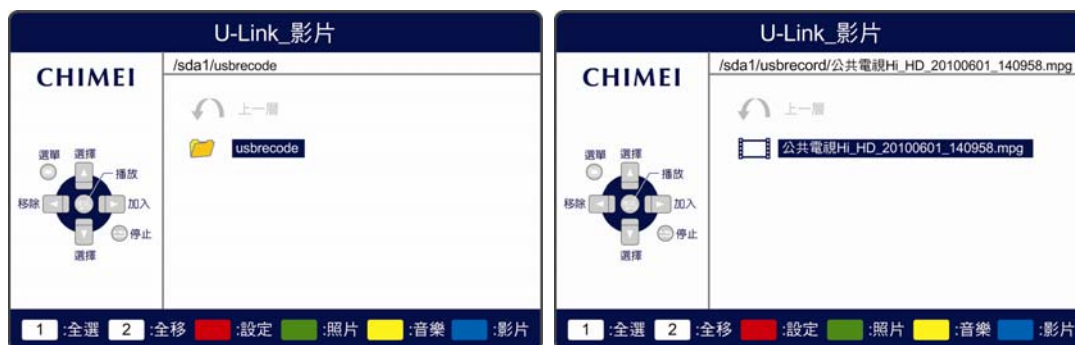 U-Link_影片
CHIMEI
/sda1/usbrecode
上一層
usbrecode
選單 選擇
播放
移除 加入
停止
選擇
1 :全選 2 :全移 :設定 :照片 :音樂 :影片
U-Link_影片
CHIMEI
/sda1/usbrecord/公共電視Hi_HD_20100601_140958.mpg
上一層
公共電視Hi_HD_20100601_140958.mpg
選單 選擇
播放
移除 加入
停止
選擇
1 :全選 2 :全移 :設定 :照片 :音樂 :影片